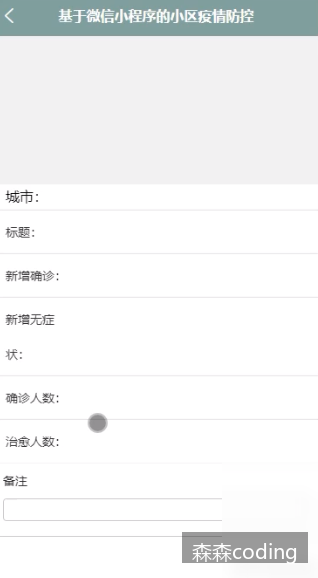 基于微信小程序的小区疫情防控
城市：
标题：
新增确诊：
新增无症
状：
确诊人数：
治愈人数：
备注
森森coding